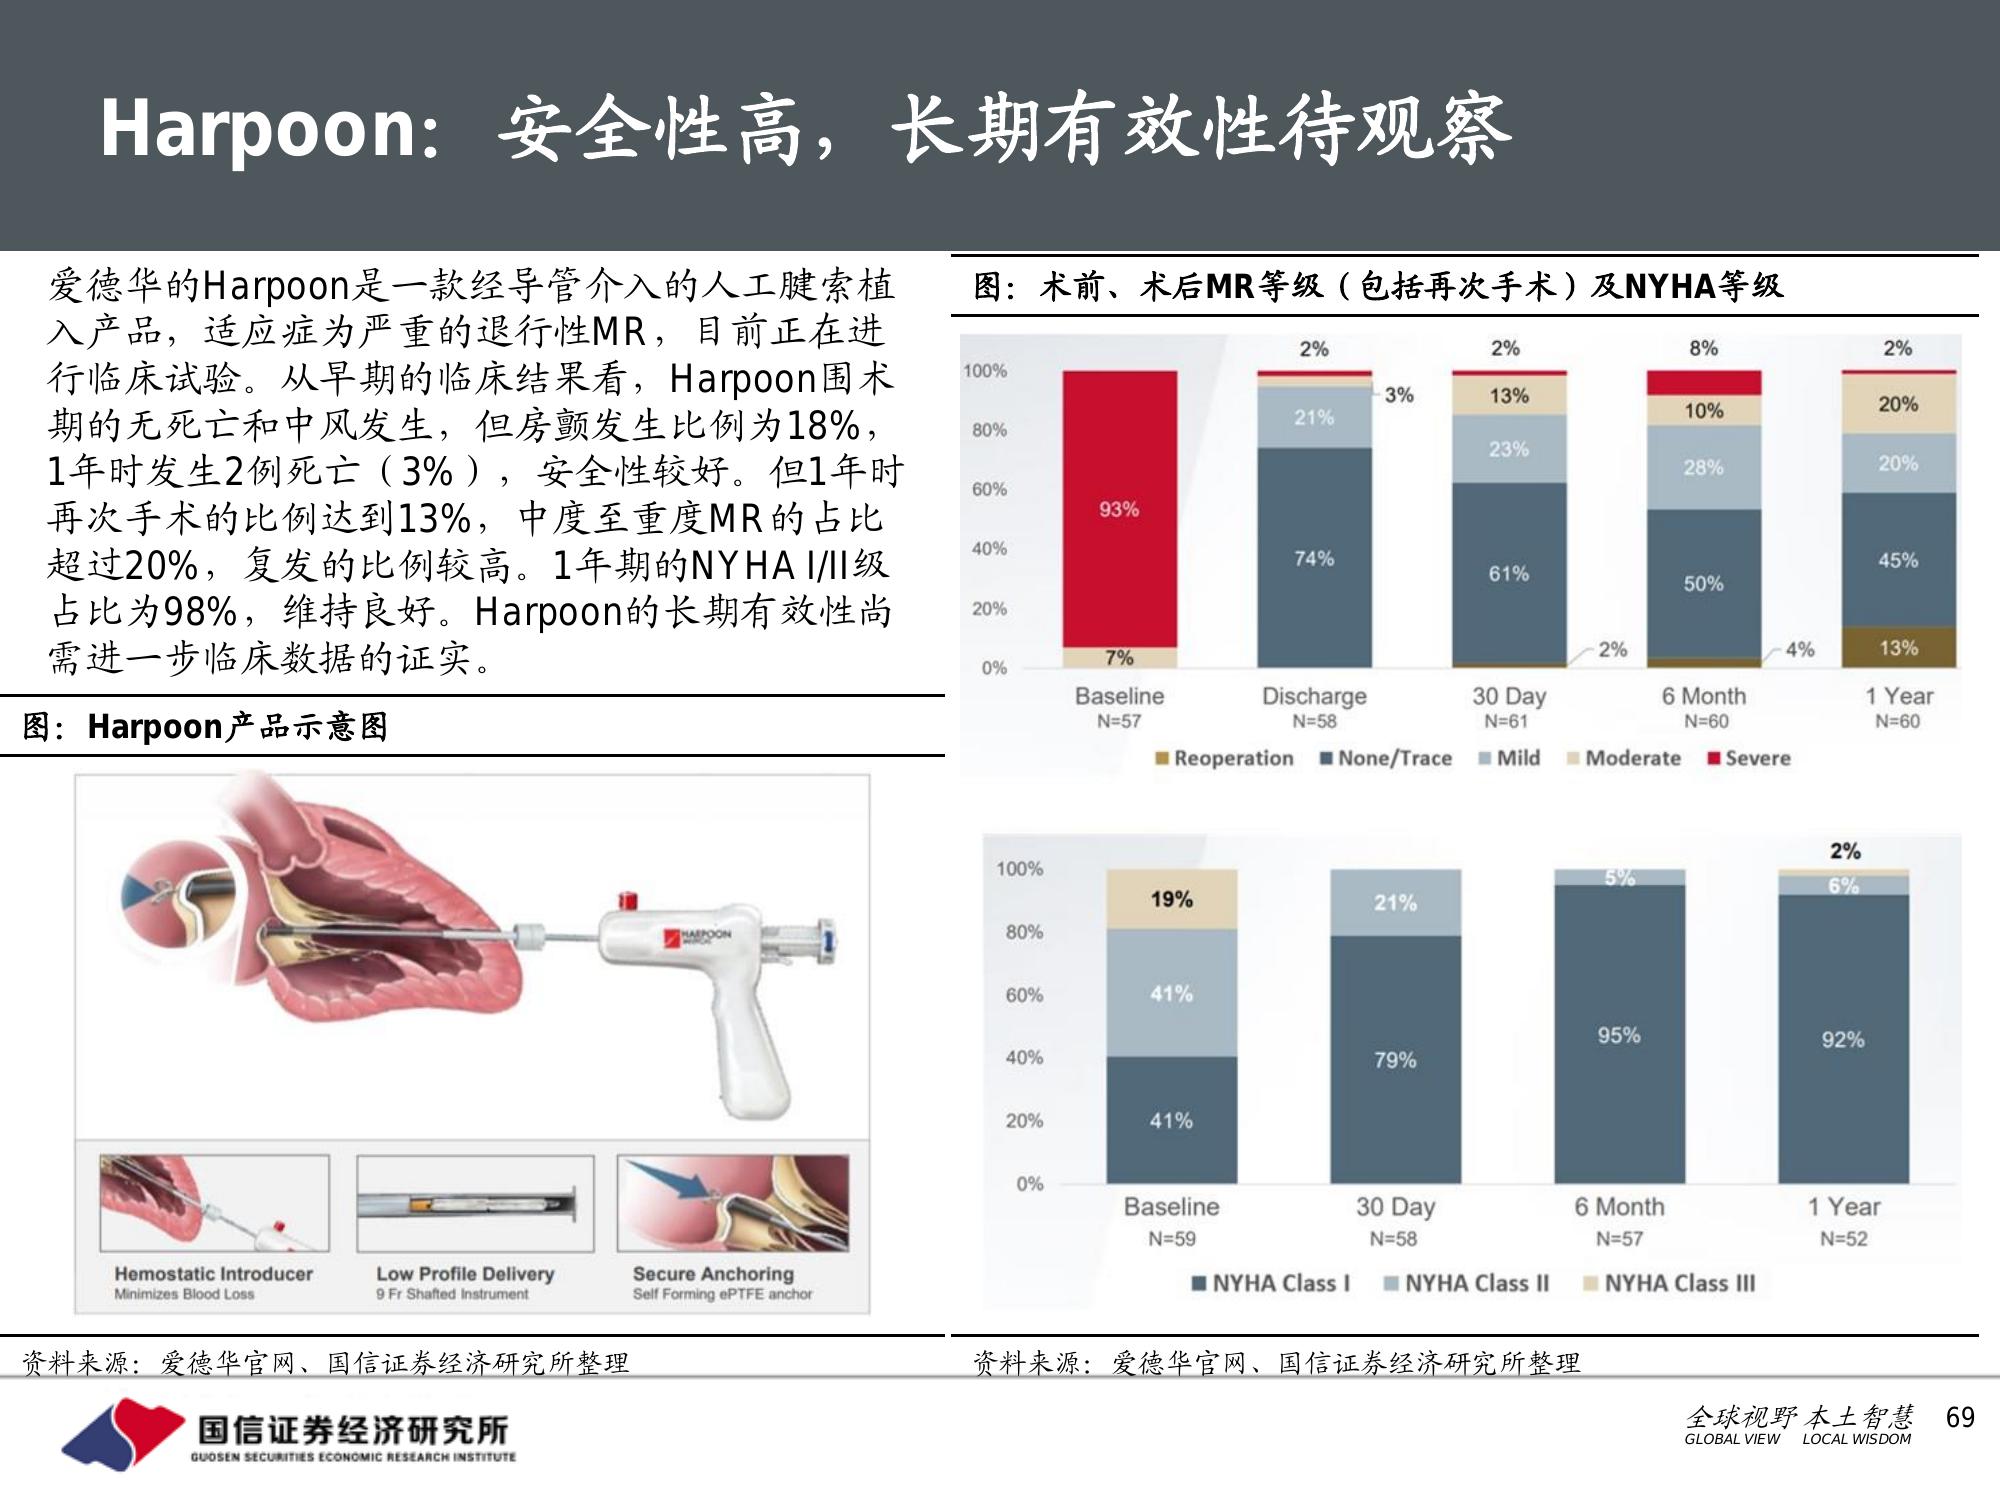 Harpoon：安全性高，长期有效性待观察
爱德华的Harpoon是一款经导管介入的人工腱索植
入产品，适应症为严重的退行性MR，目前正在进
行临床试验。从早期的临床结果看，Harpoon围术
期的无死亡和中风发生，但房颤发生比例为18%，
1年时发生2例死亡（3%），安全性较好。但1年时
再次手术的比例达到13%，中度至重度MR的占比
超过20%，复发的比例较高。1年期的NYHA I/II级
占比为98%，维持良好。Harpoon的长期有效性尚
需进一步临床数据的证实。
图：Harpoon产品示意图
HARPOON
MEDICAL
Hemostatic Introducer
Minimizes Blood Loss
Low Profile Delivery
9 Fr Shafted Instrument
Secure Anchoring
Self Forming ePTFE anchor
资料来源：爱德华官网、国信证券经济研究所整理
图：术前、术后MR等级（包括再次手术）及NYHA等级
2% 2% 8% 2%
100%
80%
60%
40%
20%
0%
93%
7%
3%
21%
74%
13%
23%
61%
2%
10%
28%
50%
4%
20%
20%
45%
13%
Baseline Discharge 30 Day 6 Month 1 Year
N=57 N=58 N=61 N=60 N=60
Reoperation None/Trace Mild Moderate Severe
100%
80%
60%
40%
20%
0%
19%
41%
41%
21%
79%
5%
95%
2%
6%
92%
Baseline 30 Day 6 Month 1 Year
N=59 N=58 N=57 N=52
NYHA Class I NYHA Class II NYHA Class III
资料来源：爱德华官网、国信证券经济研究所整理
国信证券经济研究所
GUOSEN SECURITIES ECONOMIC RESEARCH INSTITUTE
全球视野 本土智慧
GLOBAL VIEW LOCAL WISDOM
69